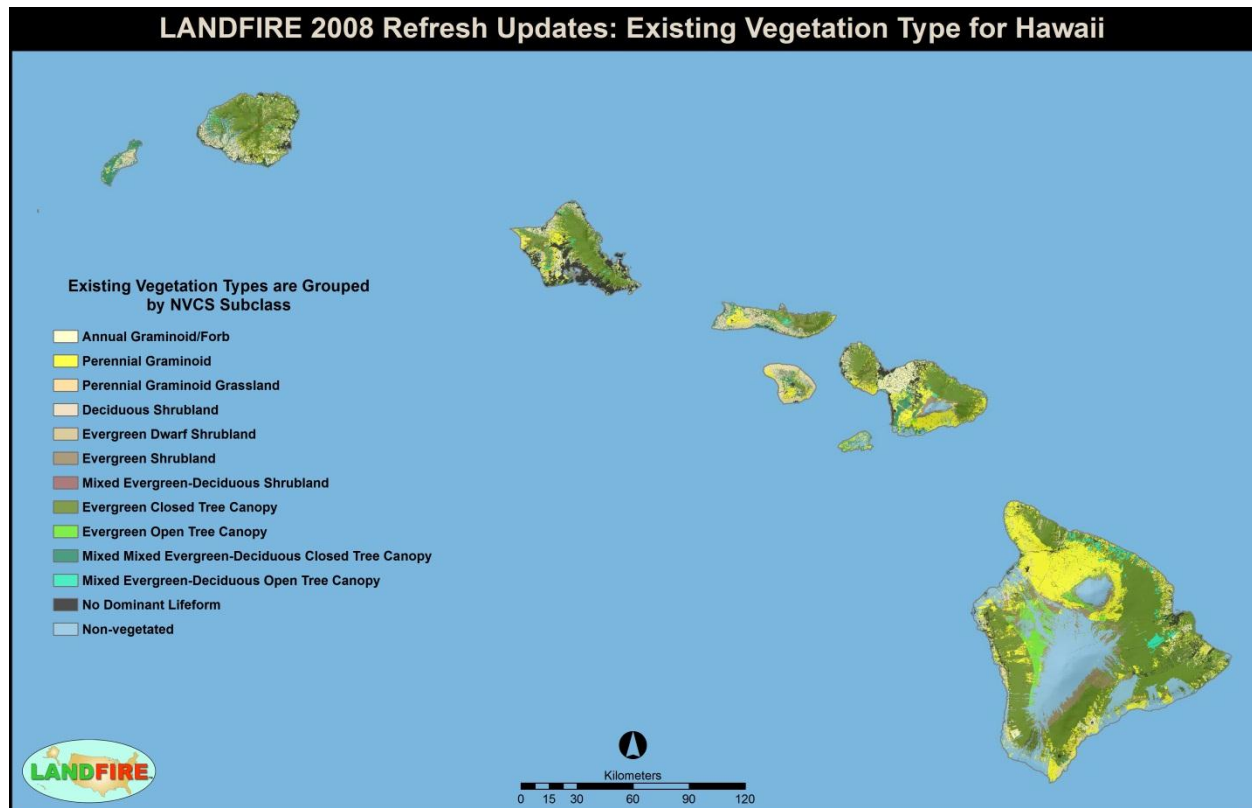 LANDFIRE 2008 Refresh Updates: Existing Vegetation Type for Hawaii
Existing Vegetation Types are Grouped
by NVCS Subclass
Annual Graminoid/Forb
Perennial Graminoid
Perennial Graminoid Grassland
Deciduous Shrubland
Evergreen Dwarf Shrubland
Evergreen Shrubland
Mixed Evergreen-Deciduous Shrubland
Evergreen Closed Tree Canopy
Evergreen Open Tree Canopy
Mixed Mixed Evergreen-Deciduous Closed Tree Canopy
Mixed Evergreen-Deciduous Open Tree Canopy
No Dominant Lifeform
Non-vegetated
LANDFIRE
Kilometers
0 15 30 60 90 120